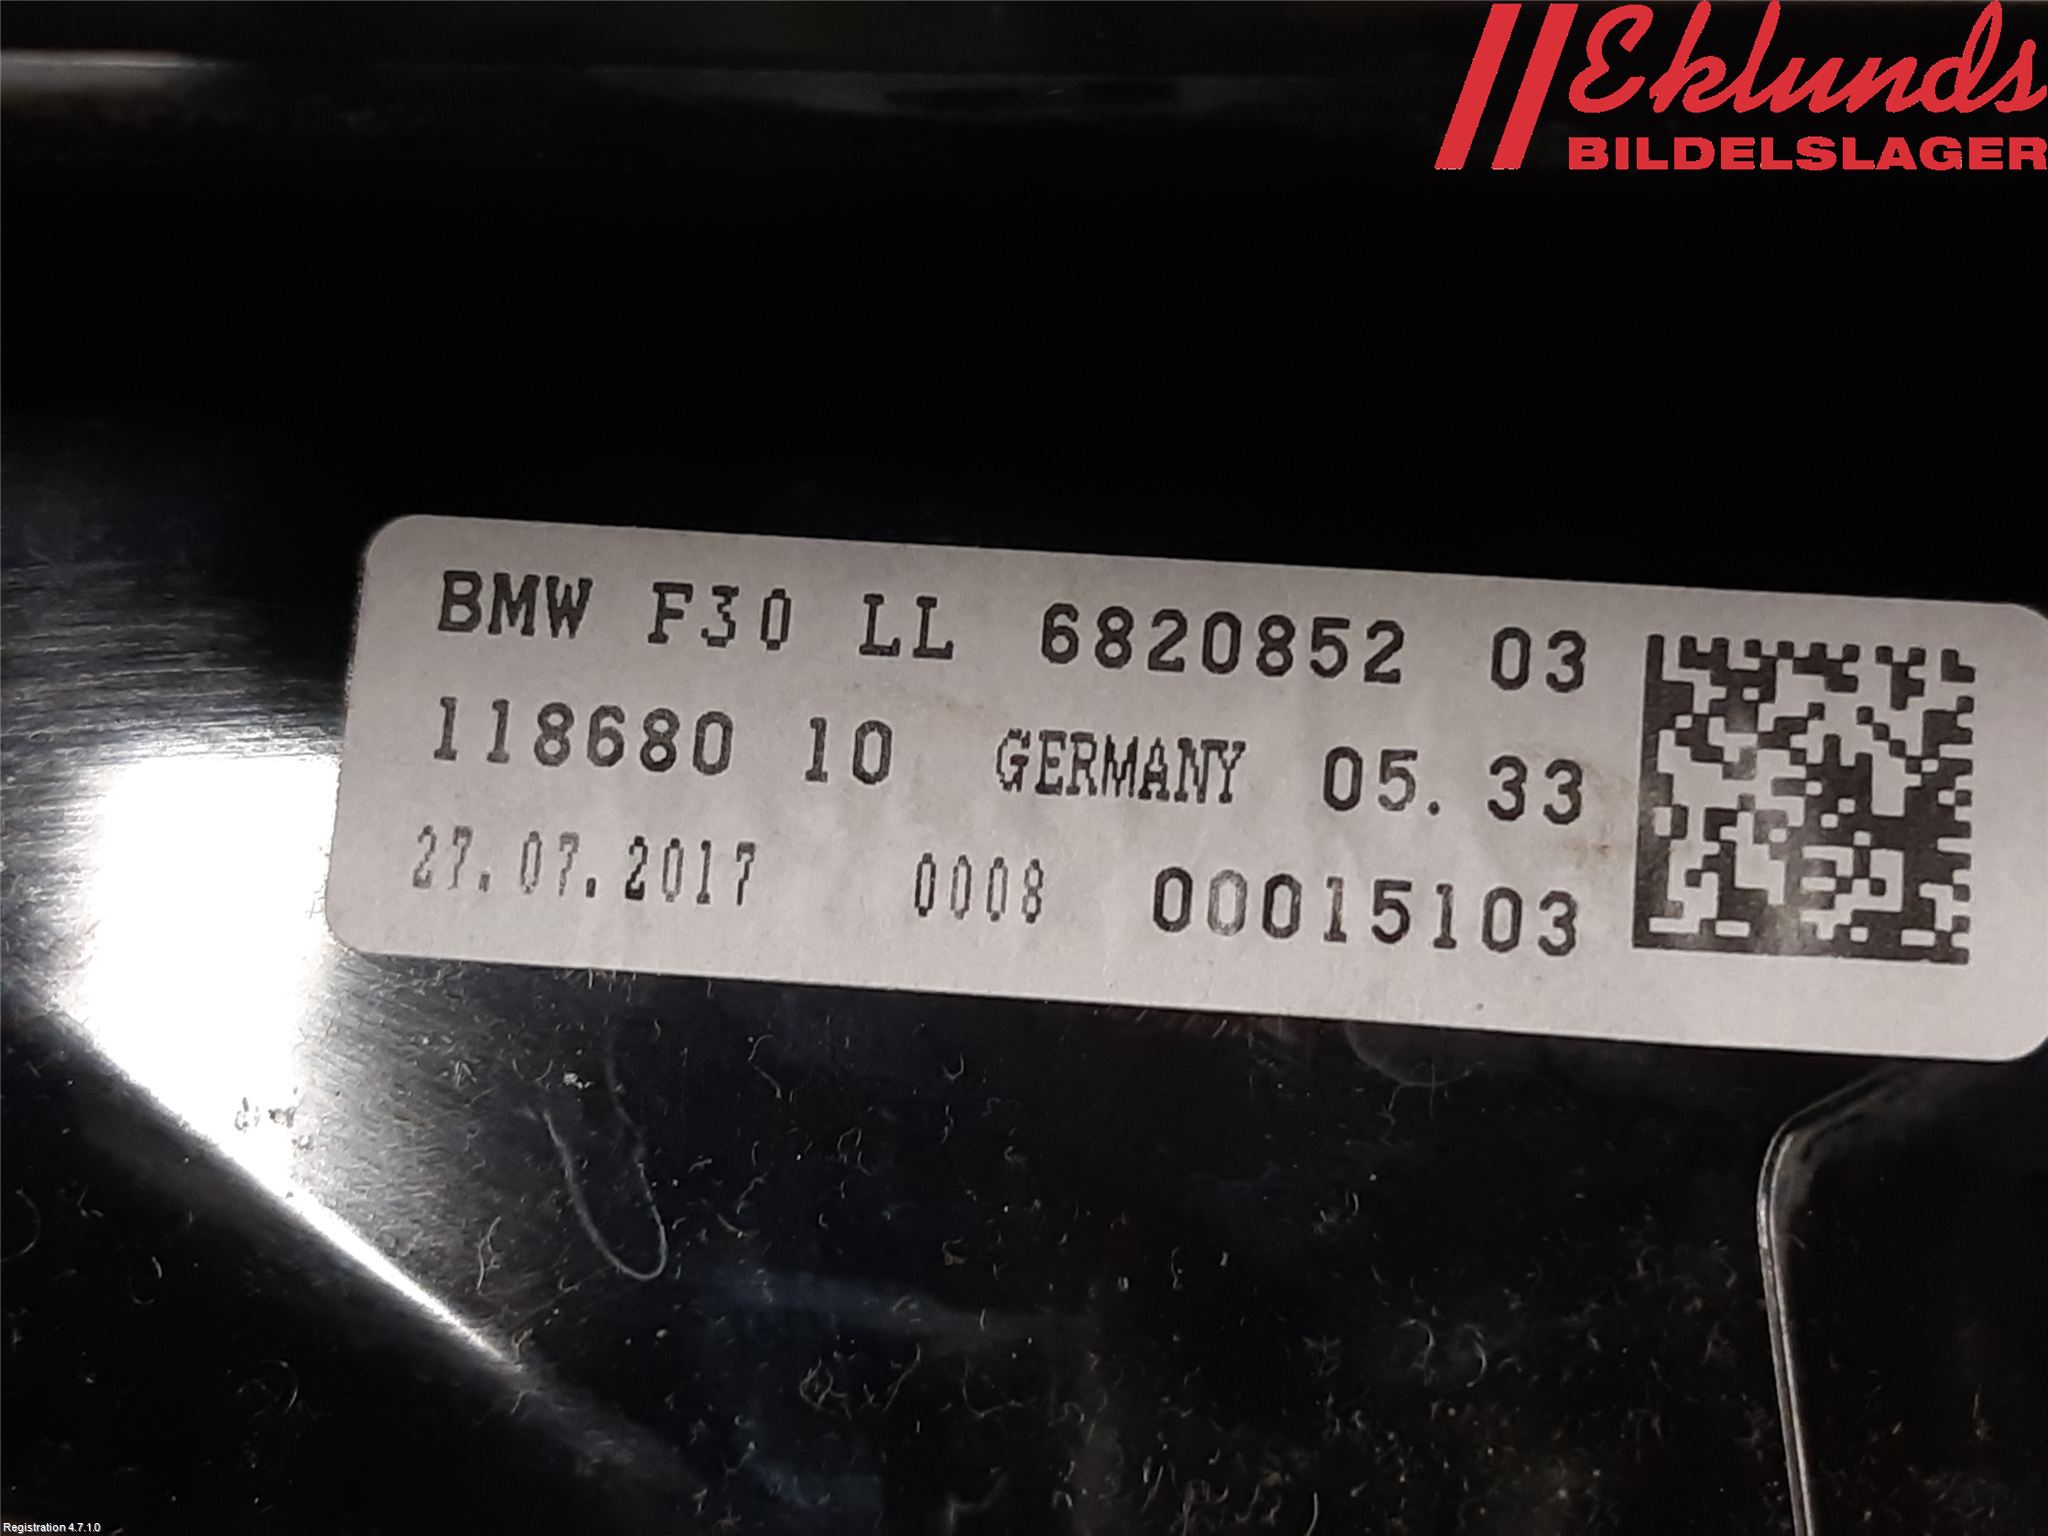 Eklunds
BILDELSLAGER
BMW F30 LL 6820852 03
118680 10 GERMANY 05.33
27.07.2017 0008 00015103
Registration 4.7.1.0